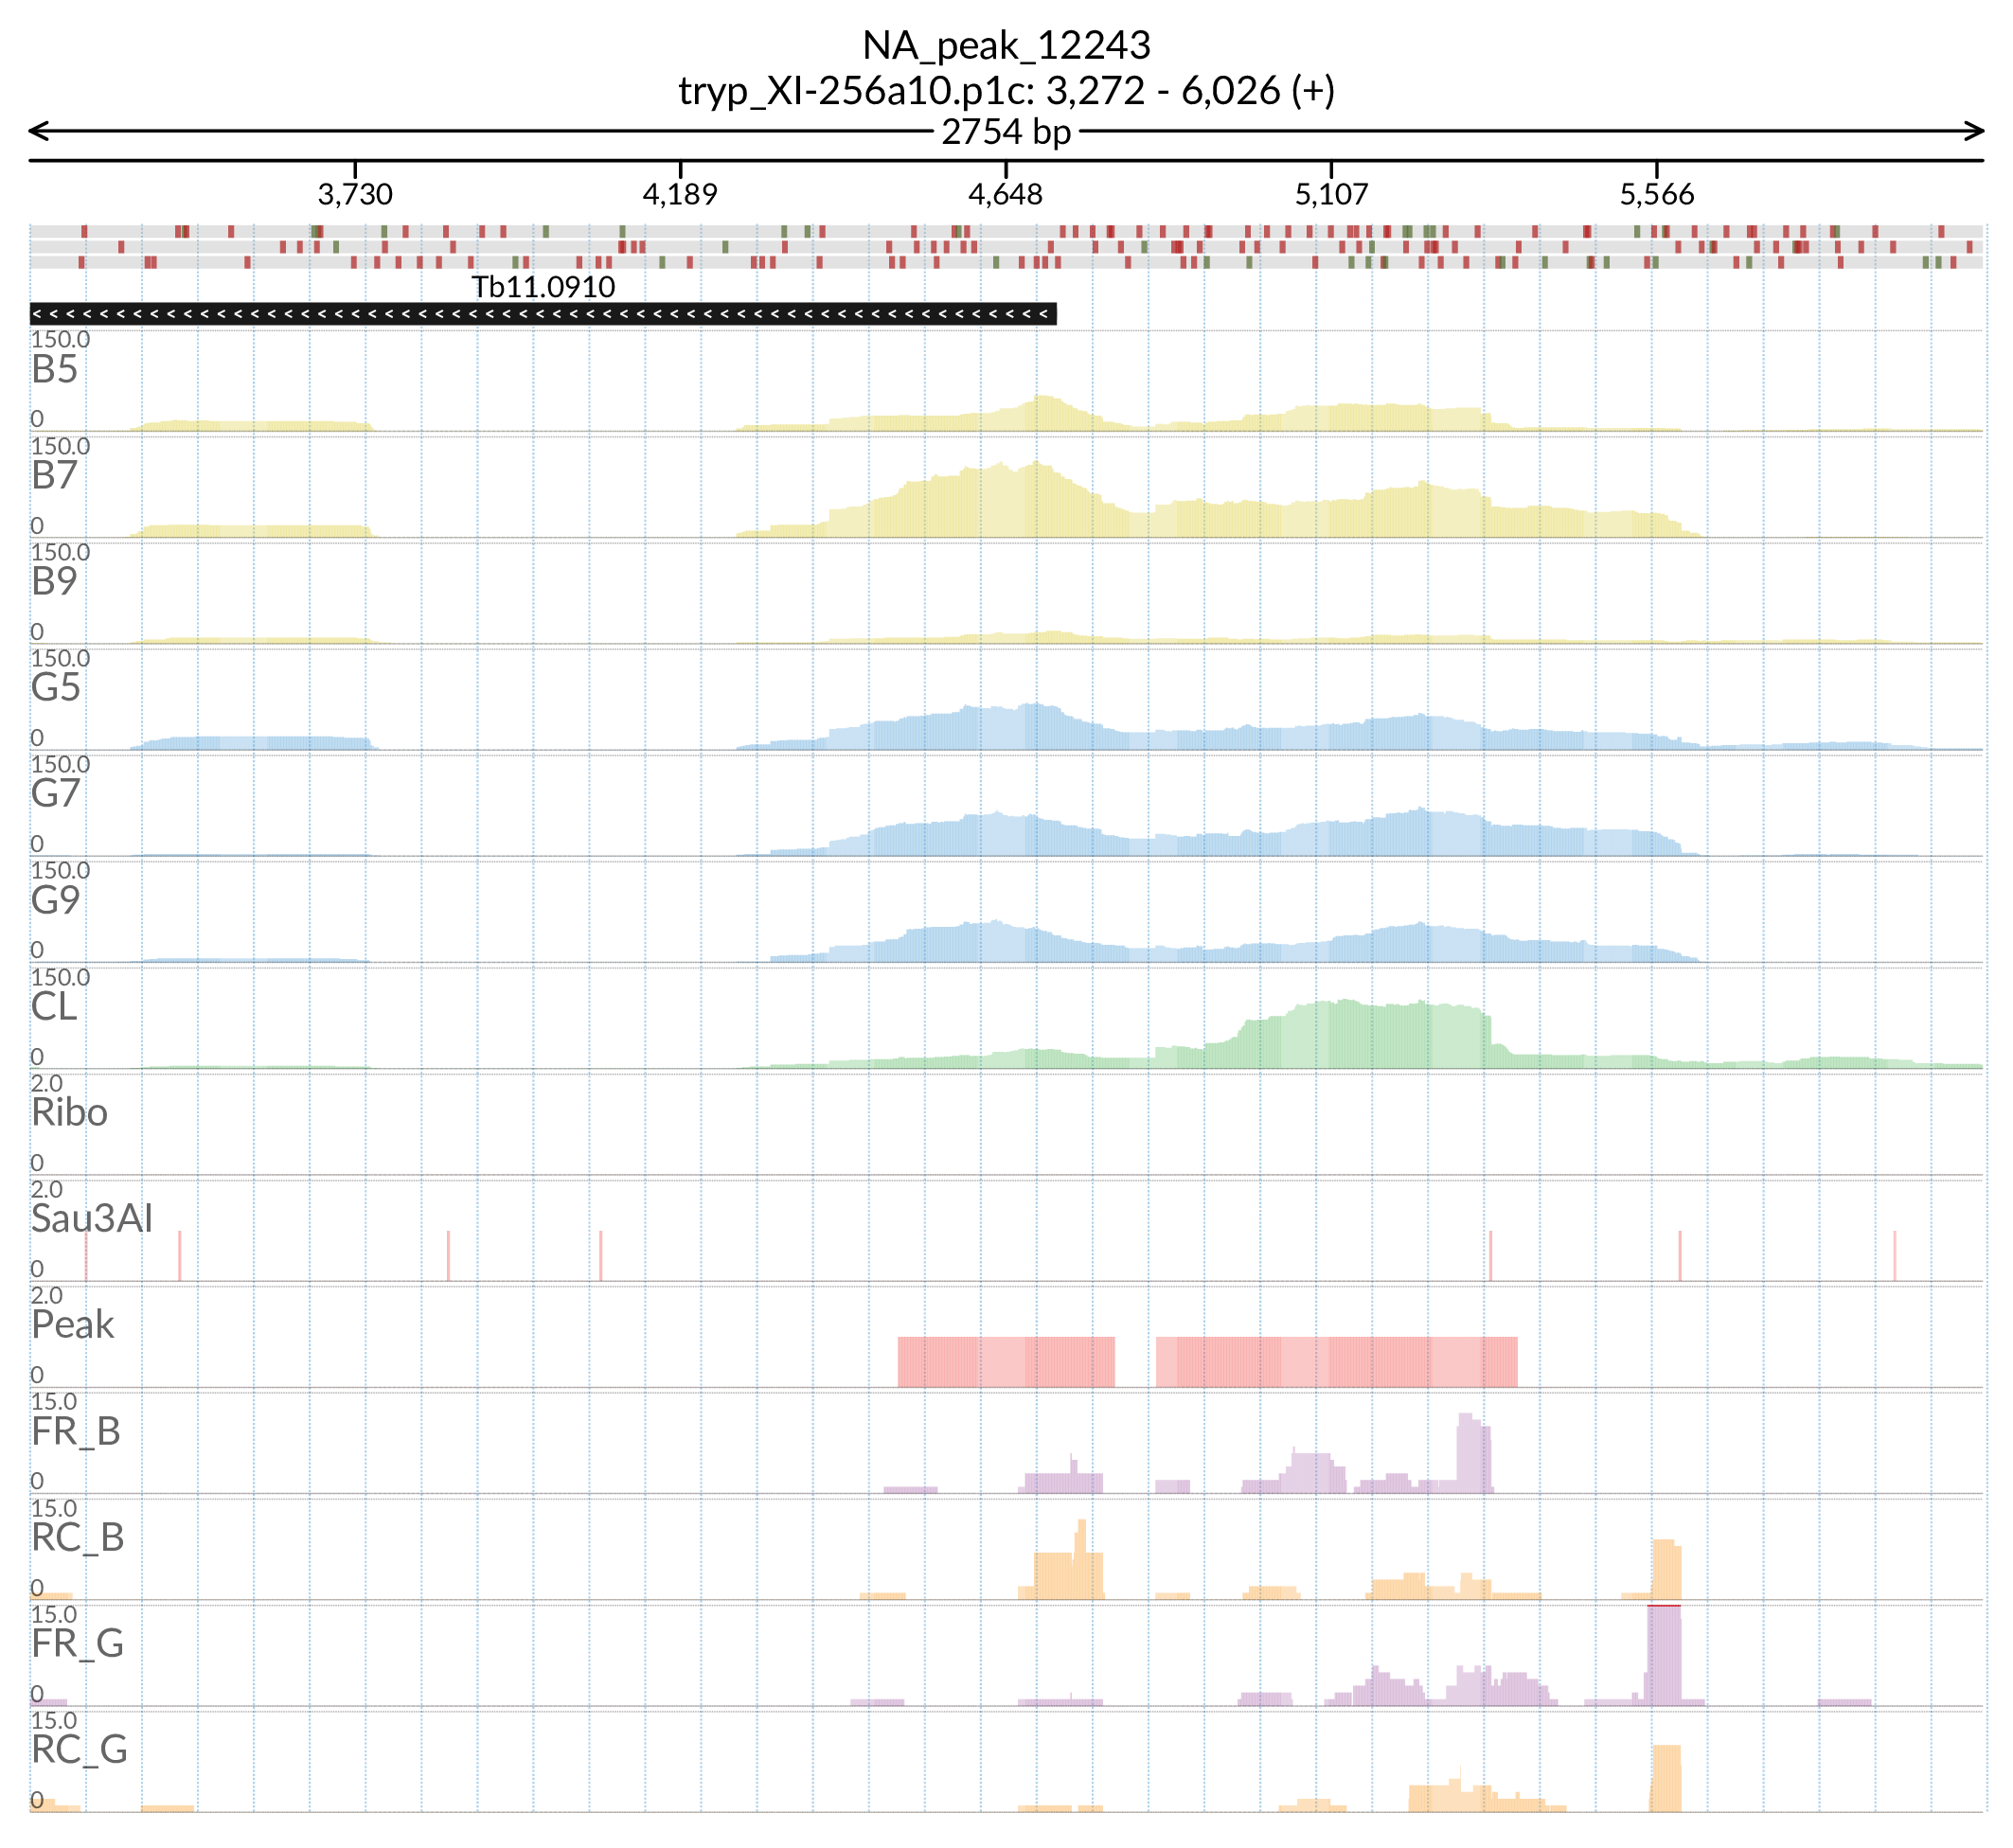 NA_peak_12243
tryp_XI-256a10.p1c: 3,272 - 6,026 (+)
2754 bp
3,730 4,189 4,648 5,107 5,566
Tb11.0910
< < < < < < < < < < < < < < < < < < < < < < < < < < < < < < < < < < < < < < < < < < < < < < < < < < < < < < < < < < < < <
150.0
B5
0
150.0
B7
0
150.0
B9
0
150.0
G5
0
150.0
G7
0
150.0
G9
0
150.0
CL
0
2.0
Ribo
0
2.0
Sau3AI
0
2.0
Peak
0
15.0
FR_B
0
15.0
RC_B
0
15.0
FR_G
0
15.0
RC_G
0